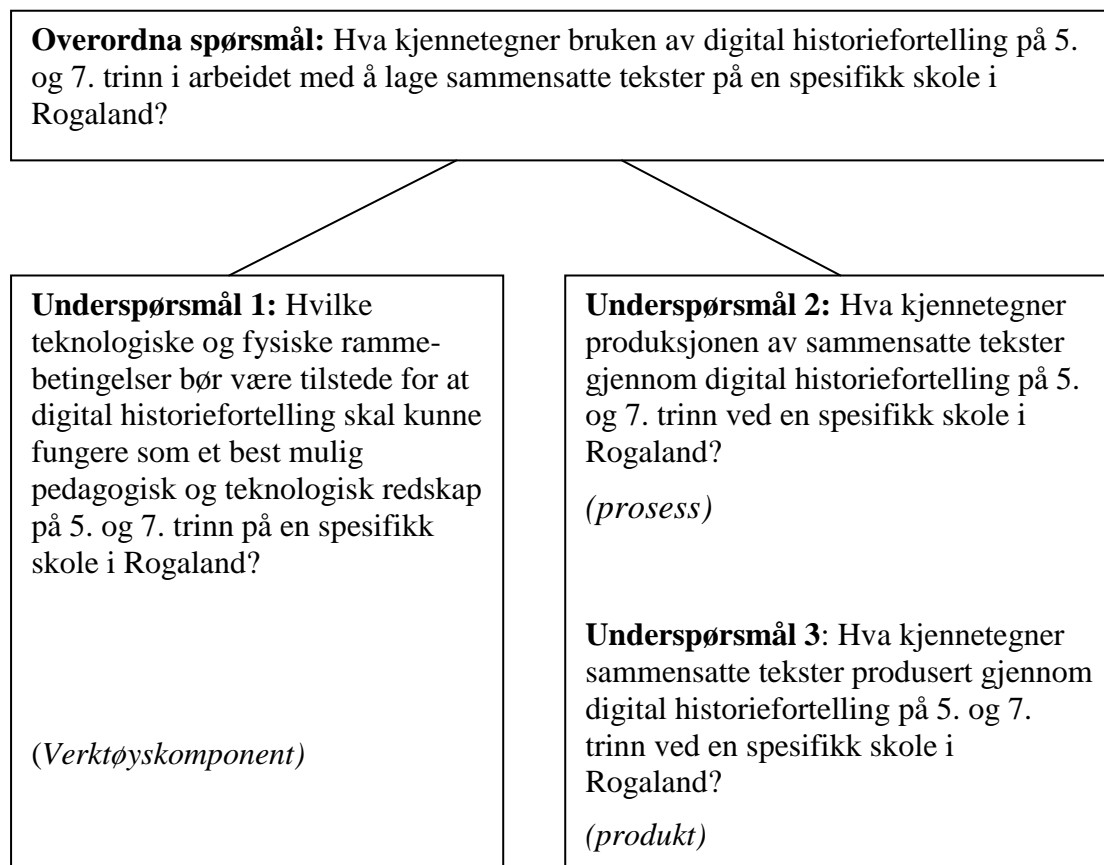 Overordna spørsmål: Hva kjennetegner bruken av digital historiefortelling på 5.
og 7. trinn i arbeidet med å lage sammensatte tekster på en spesifikk skole i
Rogaland?
Underspørsmål 1: Hvilke
teknologiske og fysiske ramme-
betingelser bør være tilstede for at
digital historiefortelling skal kunne
fungere som et best mulig
pedagogisk og teknologisk redskap
på 5. og 7. trinn på en spesifikk
skole i Rogaland?
(Verktøyskomponent)
Underspørsmål 2: Hva kjennetegner
produksjonen av sammensatte tekster
gjennom digital historiefortelling på 5.
og 7. trinn ved en spesifikk skole i
Rogaland?
(prosess)
Underspørsmål 3: Hva kjennetegner
sammensatte tekster produsert gjennom
digital historiefortelling på 5. og 7.
trinn ved en spesifikk skole i
Rogaland?
(produkt)